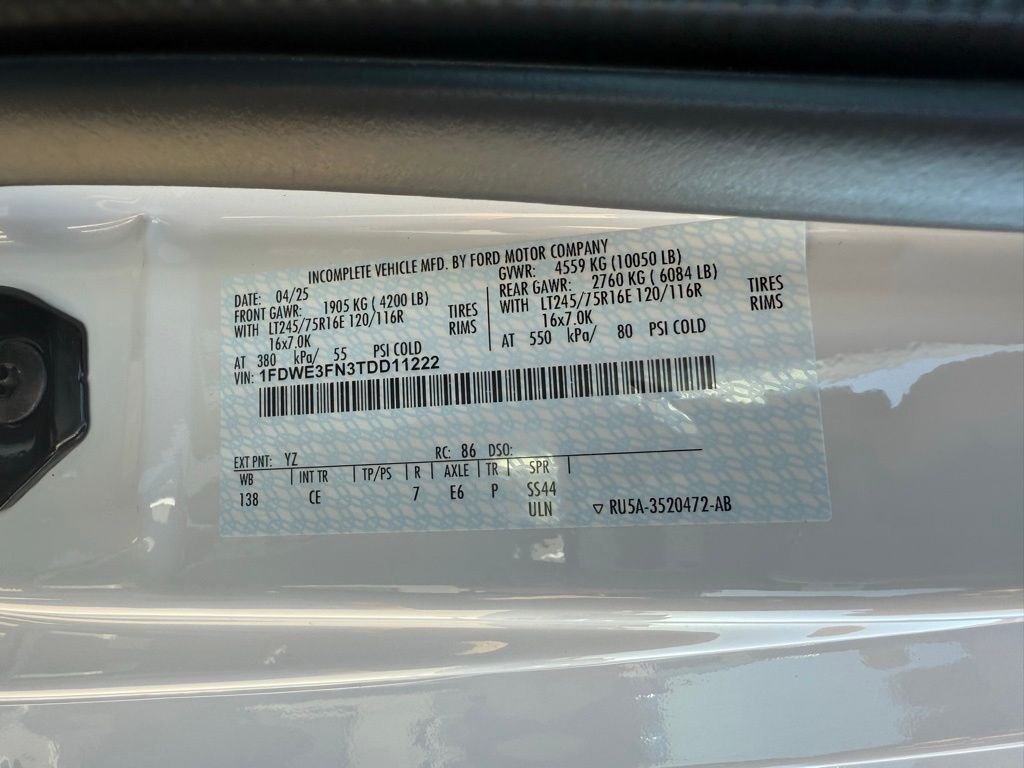 INCOMPLETE VEHICLE MFD. BY FORD MOTOR COMPANY
DATE: 04/25 GVWR: 4559 KG (10050 LB)
FRONT GAWR: 1905 KG ( 4200 LB) REAR GAWR: 2760 KG ( 6084 LB)
WITH LT245/75R16E 120/116R TIRES WITH LT245/75R16E 120/116R TIRES
16x7.0K RIMS 16x7.0K RIMS
AT 380 kPa/ 55 PSI COLD AT 550 kPa/ 80 PSI COLD
VIN: 1FDWE3FN3TDD11222
EXT PNT: YZ RC: 86 DSO:
WB INT TR TP/PS R AXLE TR SPR
138 CE 7 E6 P SS44
ULN ▽ RU5A-3520472-AB